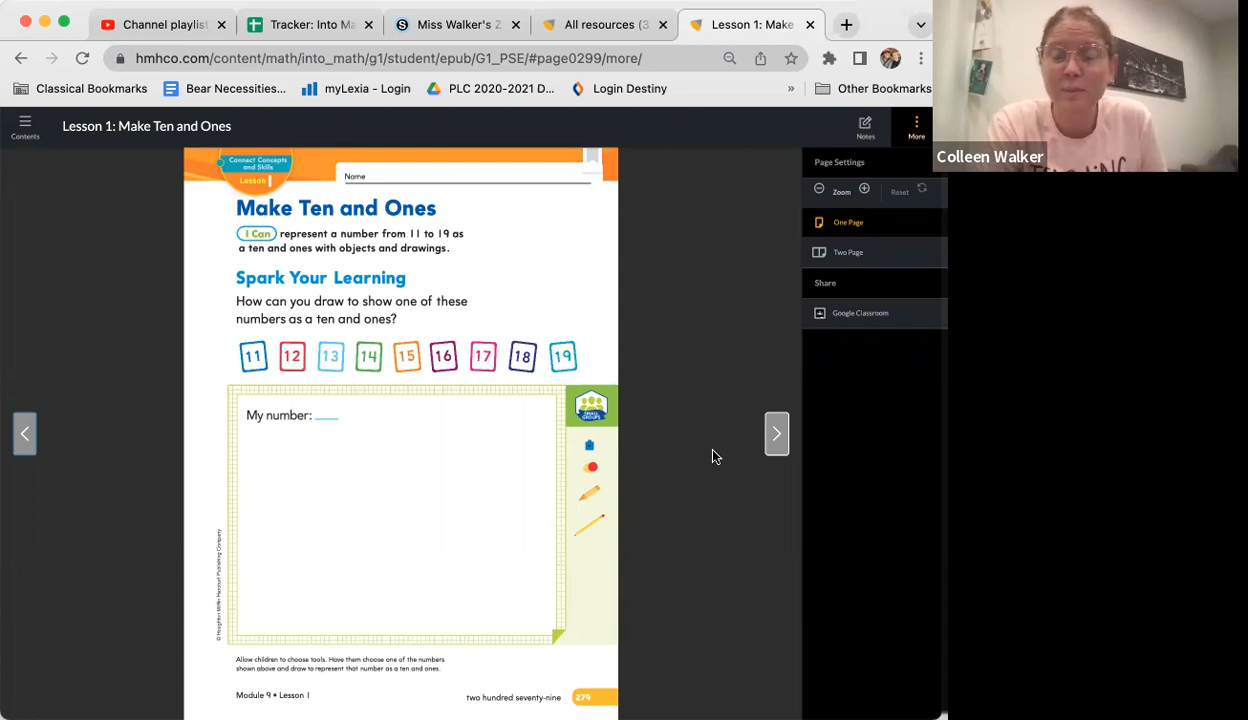 Channel playlist
Tracker: Into Ma
Miss Walker's Z
All resources (3
Lesson 1: Make
hmhco.com/content/math/into_math/g1/student/epub/G1_PSE/#page0299/more/
Classical Bookmarks
Bear Necessities...
myLexia - Login
PLC 2020-2021 D...
Login Destiny
»
Other Bookmarks
Contents
Lesson 1: Make Ten and Ones
Notes
More
Colleen Walker
Page Settings
Zoom
Reset
One Page
Two Page
Share
Google Classroom
Connect Concepts
and Skills
Lesson 1
Name
Make Ten and Ones
I Can represent a number from 11 to 19 as
a ten and ones with objects and drawings.
Spark Your Learning
How can you draw to show one of these
numbers as a ten and ones?
11 12 13 14 15 16 17 18 19
SMALL
GROUPS
My number:
© Houghton Mifflin Harcourt Publishing Company
Allow children to choose tools. Have them choose one of the numbers
shown above and draw to represent that number as a ten and ones.
Module 9 • Lesson 1
two hundred seventy-nine
279